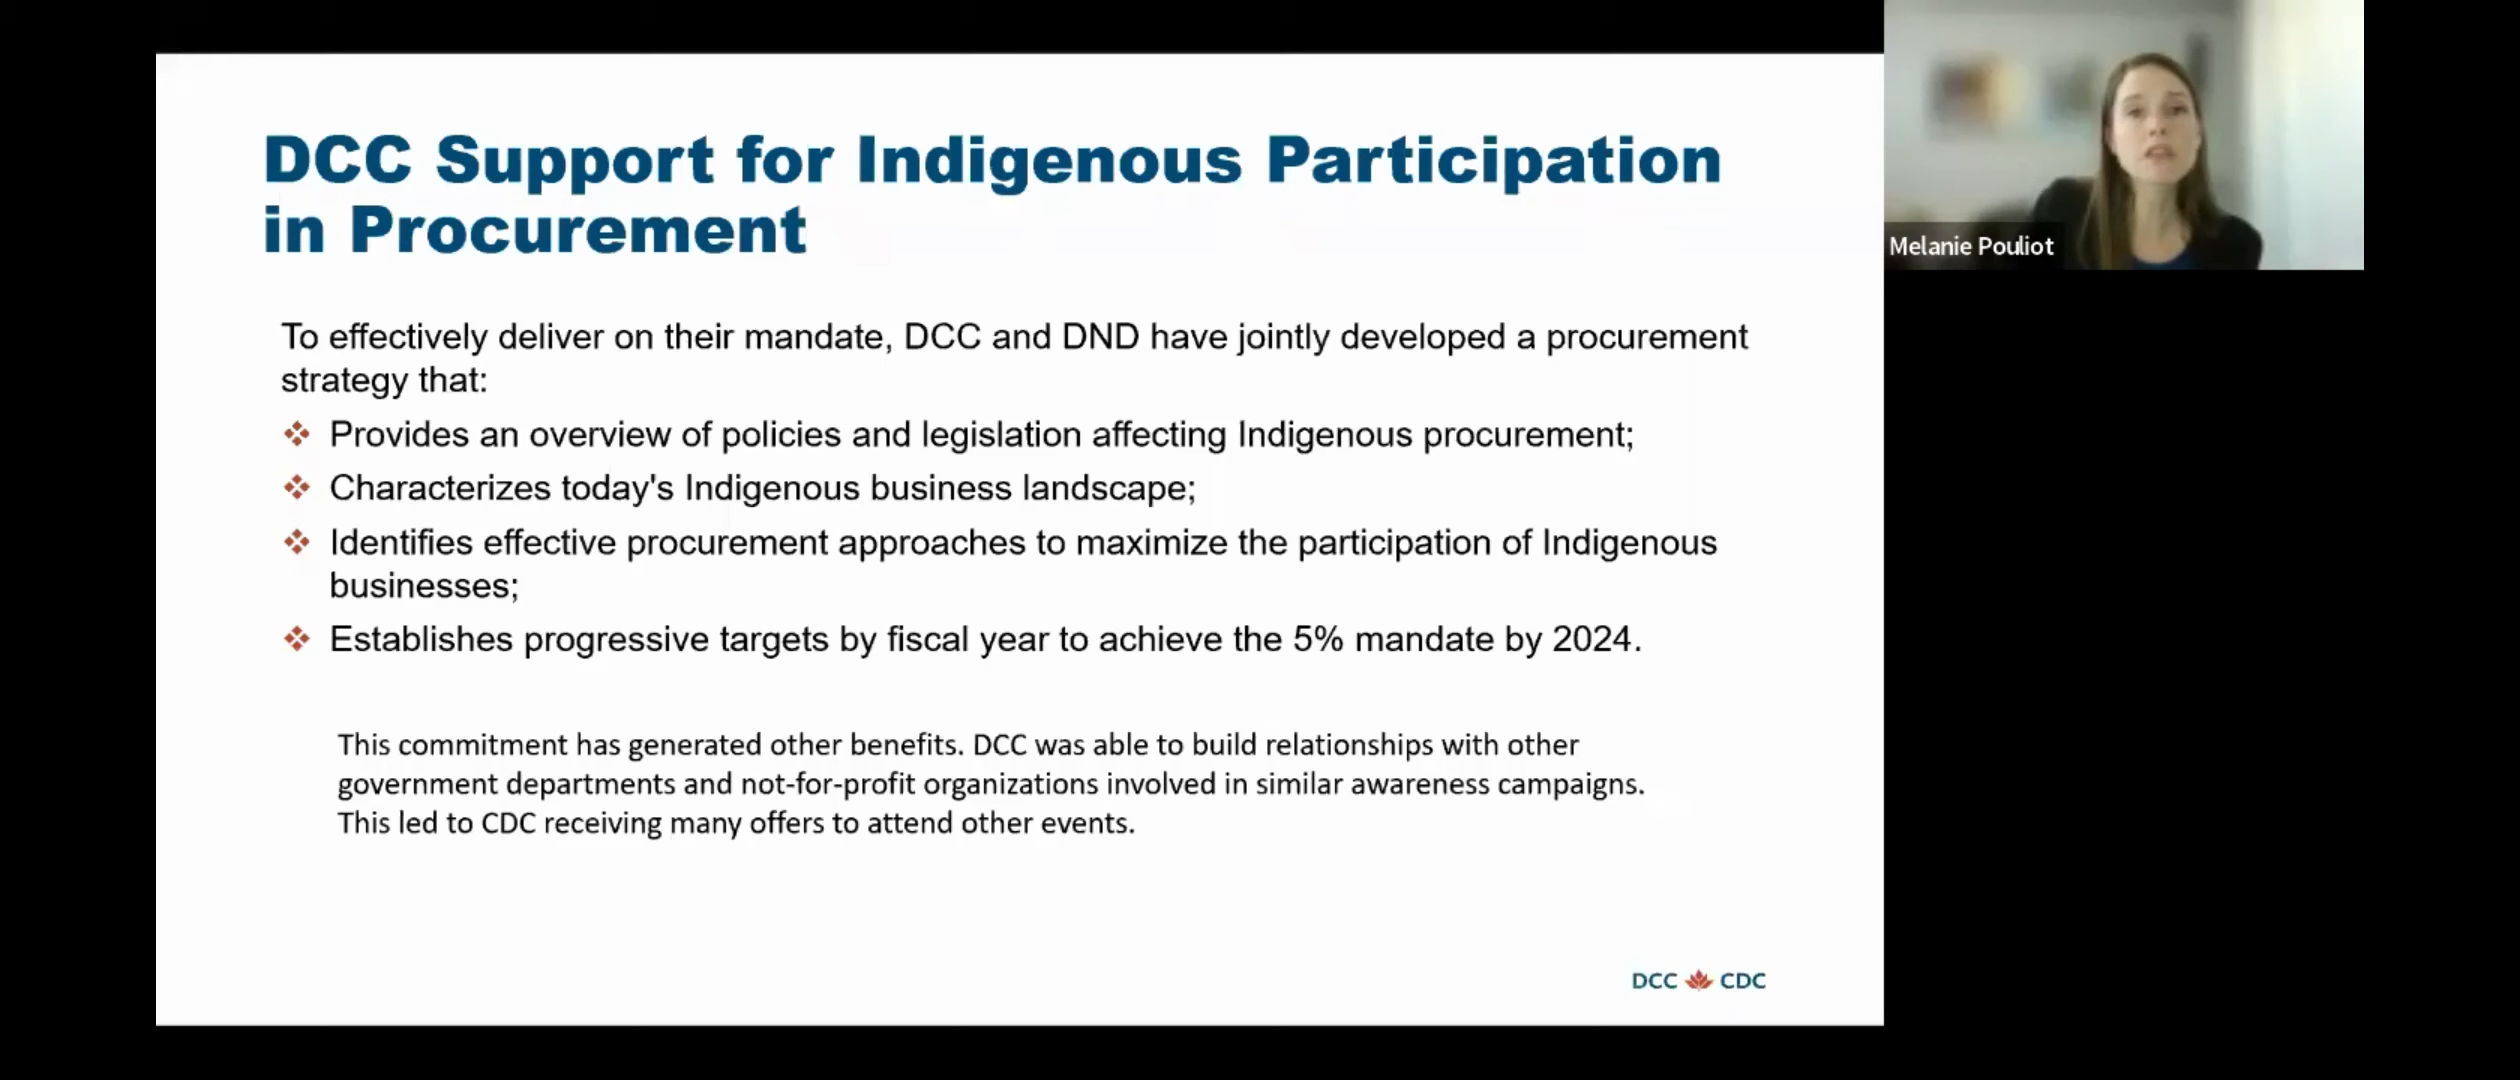 DCC Support for Indigenous Participation
in Procurement
To effectively deliver on their mandate, DCC and DND have jointly developed a procurement
strategy that:
❖ Provides an overview of policies and legislation affecting Indigenous procurement;
❖ Characterizes today's Indigenous business landscape;
❖ Identifies effective procurement approaches to maximize the participation of Indigenous
businesses;
❖ Establishes progressive targets by fiscal year to achieve the 5% mandate by 2024.
This commitment has generated other benefits. DCC was able to build relationships with other
government departments and not-for-profit organizations involved in similar awareness campaigns.
This led to CDC receiving many offers to attend other events.
DCC CDC
Melanie Pouliot